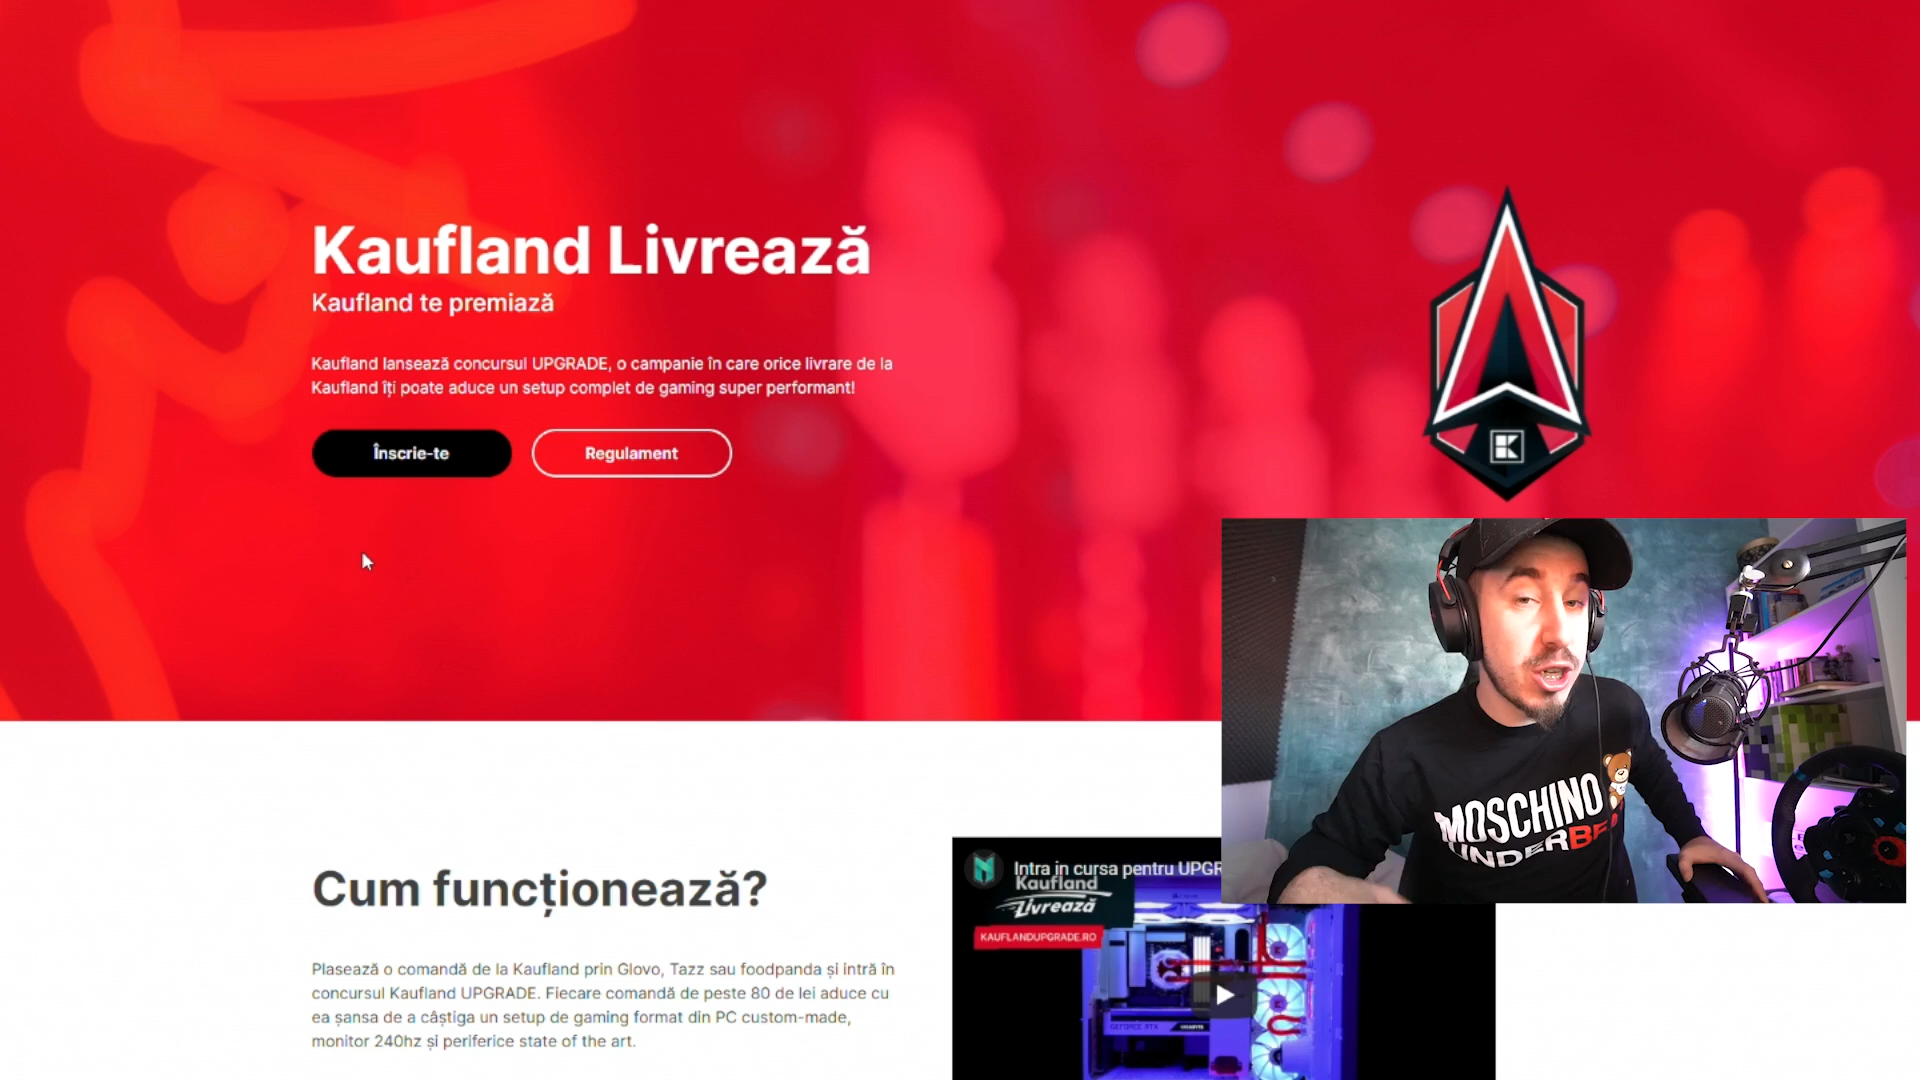 Kaufland Livrează
Kaufland te premiază
Kaufland lansează concursul UPGRADE, o campanie în care orice livrare de la
Kaufland îți poate aduce un setup complet de gaming super performant!
Înscrie-te
Regulament
MOSCHINO
UNDERBE
Cum funcționează?
Plasează o comandă de la Kaufland prin Glovo, Tazz sau foodpanda și intră în
concursul Kaufland UPGRADE. Fiecare comandă de peste 80 de lei aduce cu
ea șansa de a câștiga un setup de gaming format din PC custom-made,
monitor 240hz și periferice state of the art.
Intra in cursa pentru UPGR
Kaufland
Livrează
KAUFLANDUPGRADE.RO
GEFORCE RTX
GIGABYTE